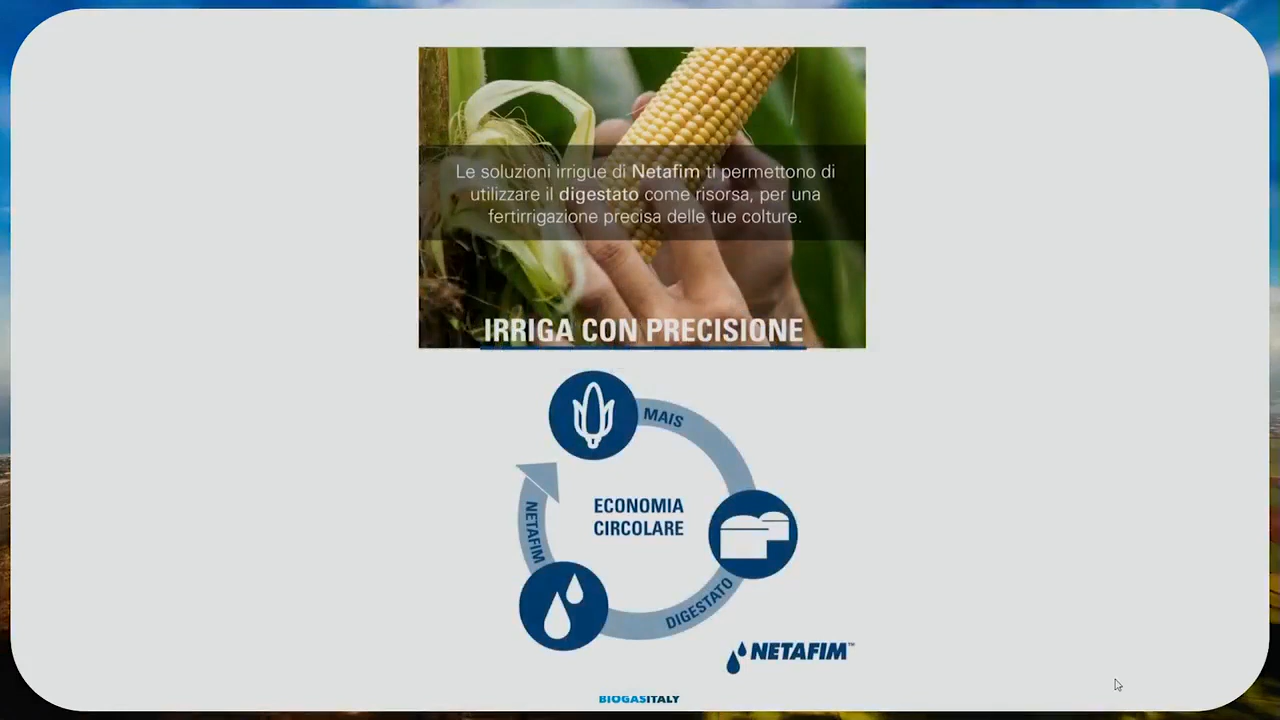 Le soluzioni irrigue di Netafim ti permettono di
utilizzare il digestato come risorsa, per una
fertirrigazione precisa delle tue colture.
IRRIGA CON PRECISIONE
MAIS
ECONOMIA
CIRCOLARE
NETAFIM
DIGESTATO
NETAFIM™
BIOGASITALY